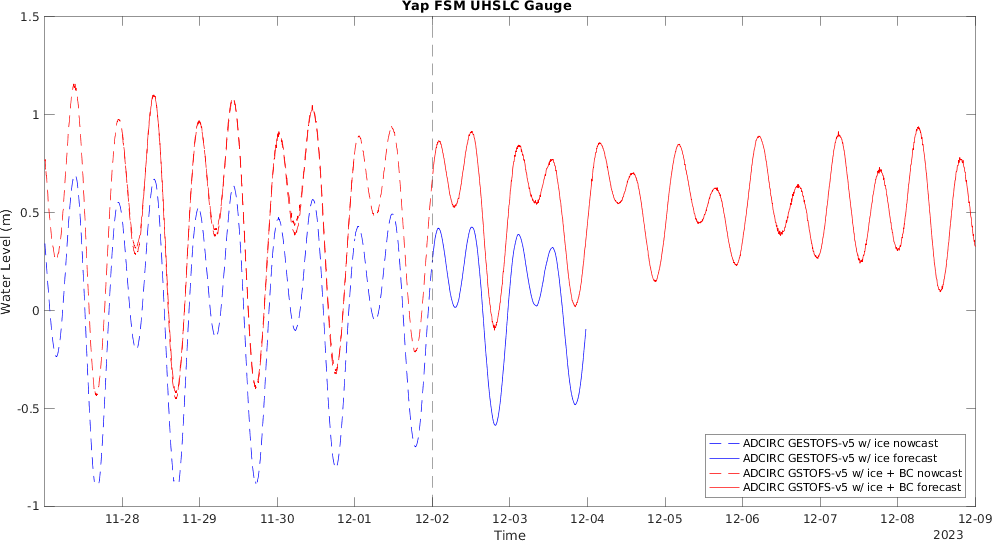 Yap FSM UHSLC Gauge
1.5
1
0.5
0
-0.5
-1
Water Level (m)
11-28 11-29 11-30 12-01 12-02 12-03 12-04 12-05 12-06 12-07 12-08 12-09
Time
2023
ADCIRC GESTOFS-v5 w/ ice nowcast
ADCIRC GESTOFS-v5 w/ ice forecast
ADCIRC GSTOFS-v5 w/ ice + BC nowcast
ADCIRC GSTOFS-v5 w/ ice + BC forecast